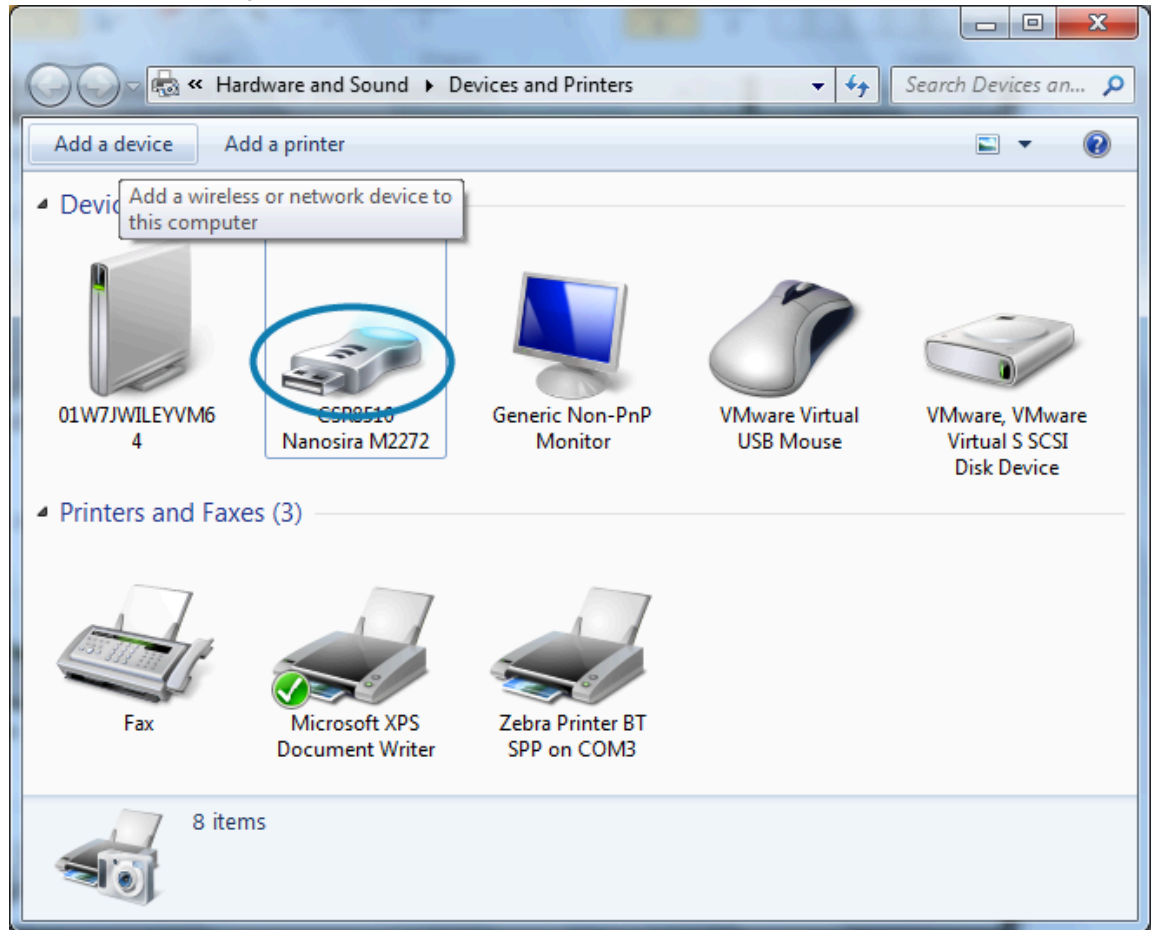 « Hardware and Sound ▸ Devices and Printers
Search Devices an...
Add a device Add a printer
Add a wireless or network device to
this computer
Devic
01W7JWILEYVM6
4
CSR8510
Nanosira M2272
Generic Non-PnP
Monitor
VMware Virtual
USB Mouse
VMware, VMware
Virtual S SCSI
Disk Device
Printers and Faxes (3)
Fax
Microsoft XPS
Document Writer
Zebra Printer BT
SPP on COM3
8 items